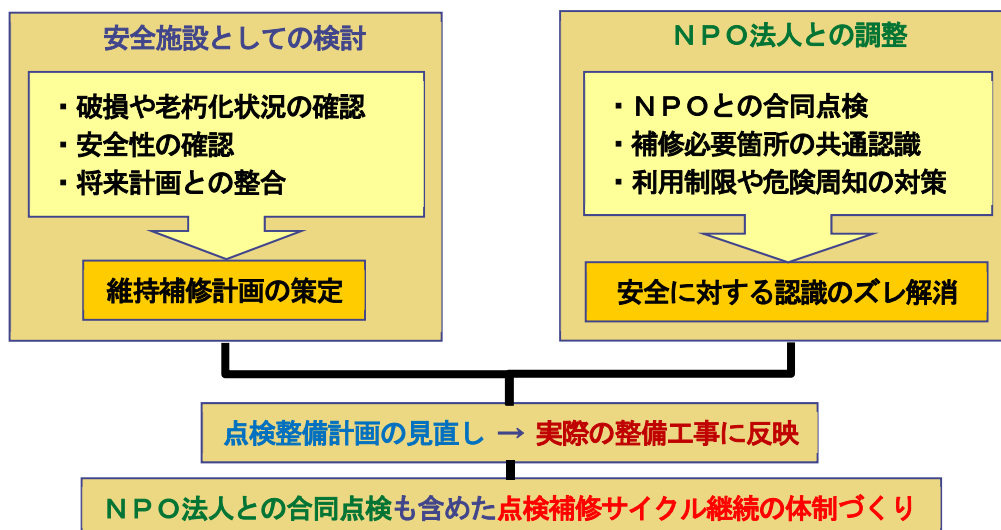 安全施設としての検討
・破損や老朽化状況の確認
・安全性の確認
・将来計画との整合
維持補修計画の策定
ＮＰＯ法人との調整
・ＮＰＯとの合同点検
・補修必要箇所の共通認識
・利用制限や危険周知の対策
安全に対する認識のズレ解消
点検整備計画の見直し → 実際の整備工事に反映
ＮＰＯ法人との合同点検も含めた点検補修サイクル継続の体制づくり